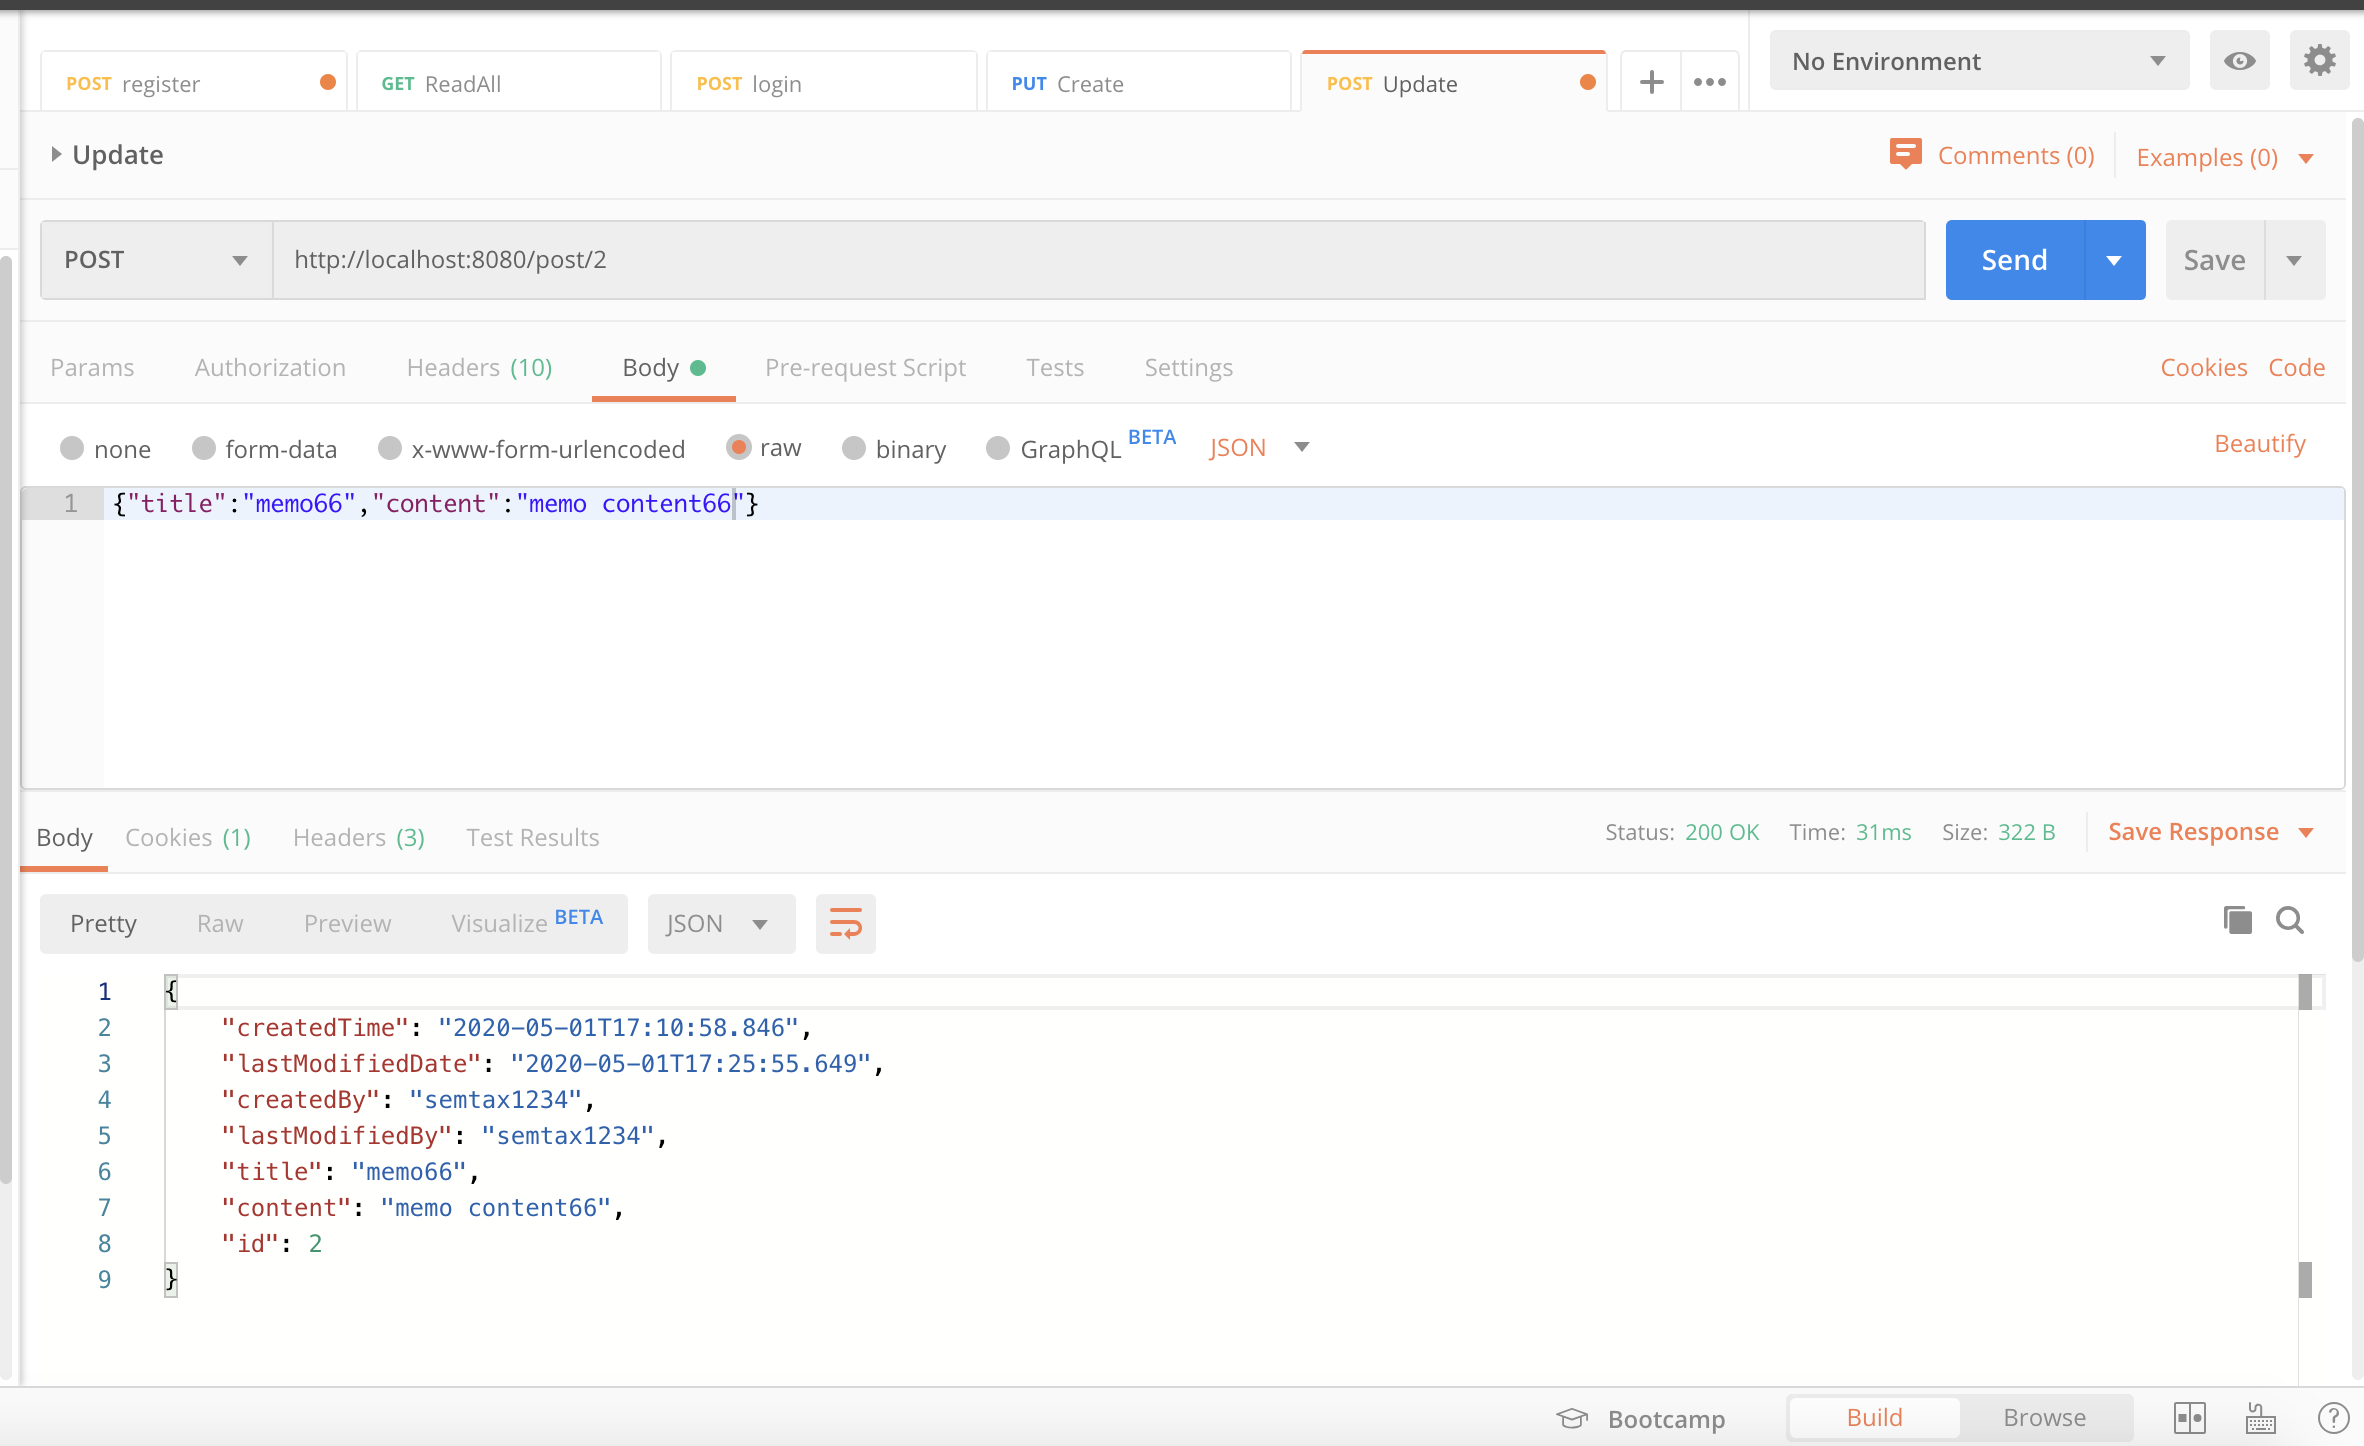 POST register GET ReadAll POST login PUT Create POST Update No Environment
Update Comments (0) Examples (0)
POST http://localhost:8080/post/2 Send Save
Params Authorization Headers (10) Body Pre-request Script Tests Settings Cookies Code
none form-data x-www-form-urlencoded raw binary GraphQL BETA JSON Beautify
1 {"title":"memo66","content":"memo content66"}
Body Cookies (1) Headers (3) Test Results Status: 200 OK Time: 31ms Size: 322 B Save Response
Pretty Raw Preview Visualize BETA JSON
1 {
2 "createdTime": "2020-05-01T17:10:58.846",
3 "lastModifiedDate": "2020-05-01T17:25:55.649",
4 "createdBy": "semtax1234",
5 "lastModifiedBy": "semtax1234",
6 "title": "memo66",
7 "content": "memo content66",
8 "id": 2
9 }
Bootcamp Build Browse ?